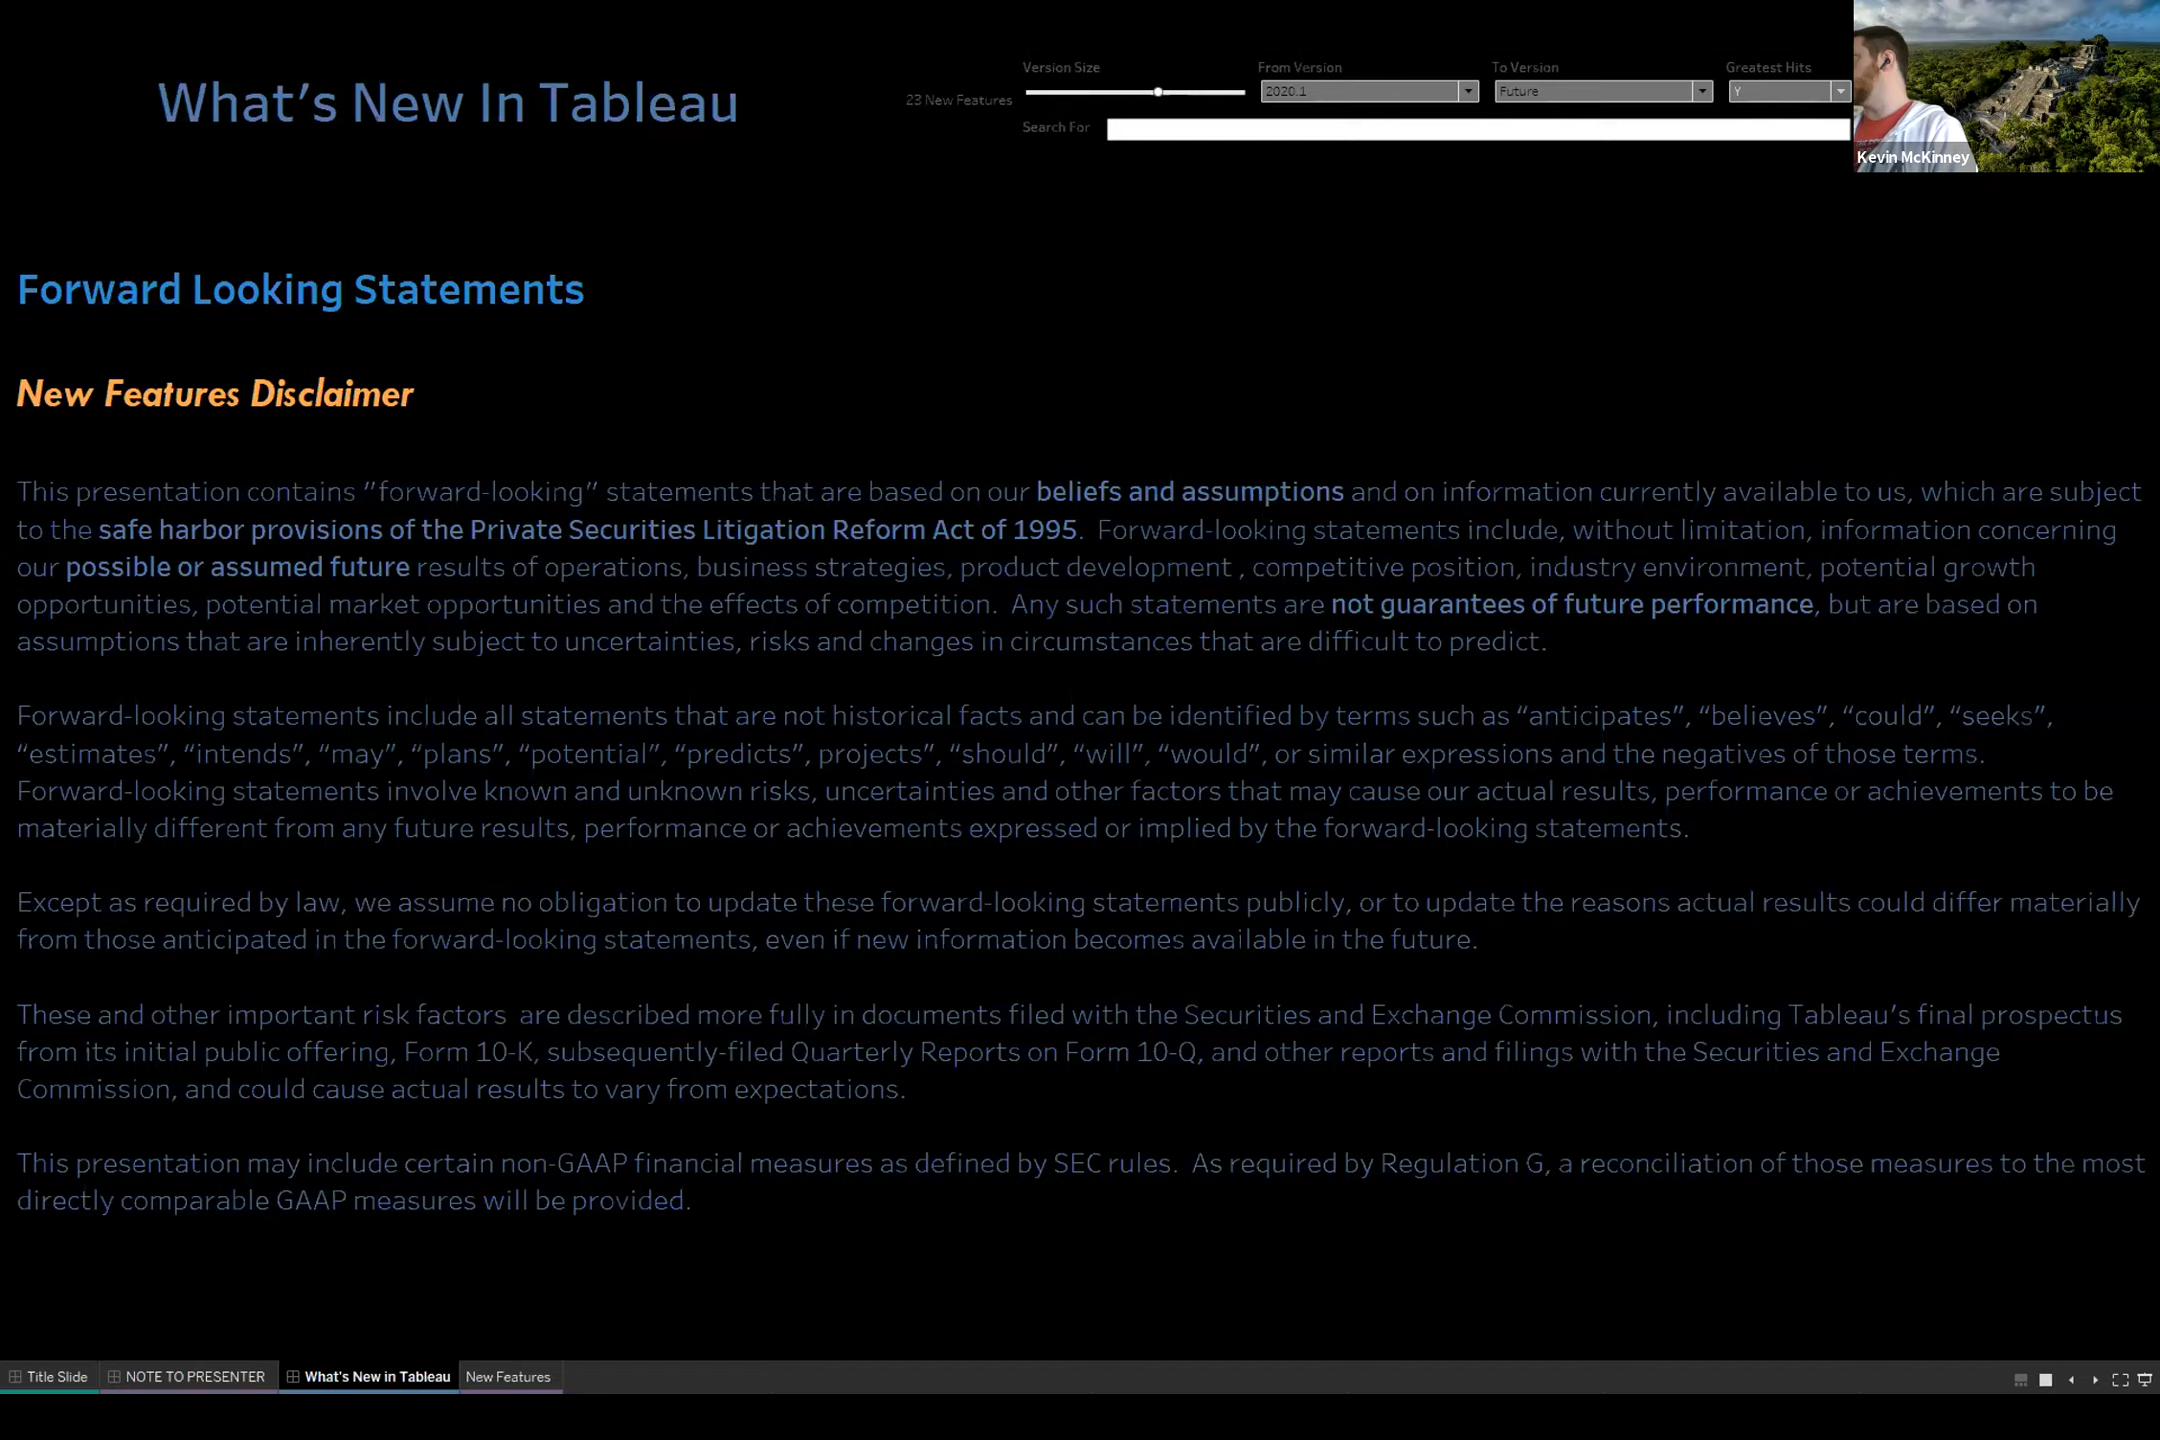 What's New In Tableau
23 New Features
Version Size
From Version
To Version
Greatest Hits
2020.1
Future
Y
Search For
Kevin McKinney
Forward Looking Statements
New Features Disclaimer
This presentation contains "forward-looking" statements that are based on our beliefs and assumptions and on information currently available to us, which are subject
to the safe harbor provisions of the Private Securities Litigation Reform Act of 1995.  Forward-looking statements include, without limitation, information concerning
our possible or assumed future results of operations, business strategies, product development , competitive position, industry environment, potential growth
opportunities, potential market opportunities and the effects of competition.  Any such statements are not guarantees of future performance, but are based on
assumptions that are inherently subject to uncertainties, risks and changes in circumstances that are difficult to predict.
Forward-looking statements include all statements that are not historical facts and can be identified by terms such as "anticipates", "believes", "could", "seeks",
"estimates", "intends", "may", "plans", "potential", "predicts", projects", "should", "will", "would", or similar expressions and the negatives of those terms.
Forward-looking statements involve known and unknown risks, uncertainties and other factors that may cause our actual results, performance or achievements to be
materially different from any future results, performance or achievements expressed or implied by the forward-looking statements.
Except as required by law, we assume no obligation to update these forward-looking statements publicly, or to update the reasons actual results could differ materially
from those anticipated in the forward-looking statements, even if new information becomes available in the future.
These and other important risk factors  are described more fully in documents filed with the Securities and Exchange Commission, including Tableau's final prospectus
from its initial public offering, Form 10-K, subsequently-filed Quarterly Reports on Form 10-Q, and other reports and filings with the Securities and Exchange
Commission, and could cause actual results to vary from expectations.
This presentation may include certain non-GAAP financial measures as defined by SEC rules.  As required by Regulation G, a reconciliation of those measures to the most
directly comparable GAAP measures will be provided.
Title Slide
NOTE TO PRESENTER
What's New in Tableau
New Features